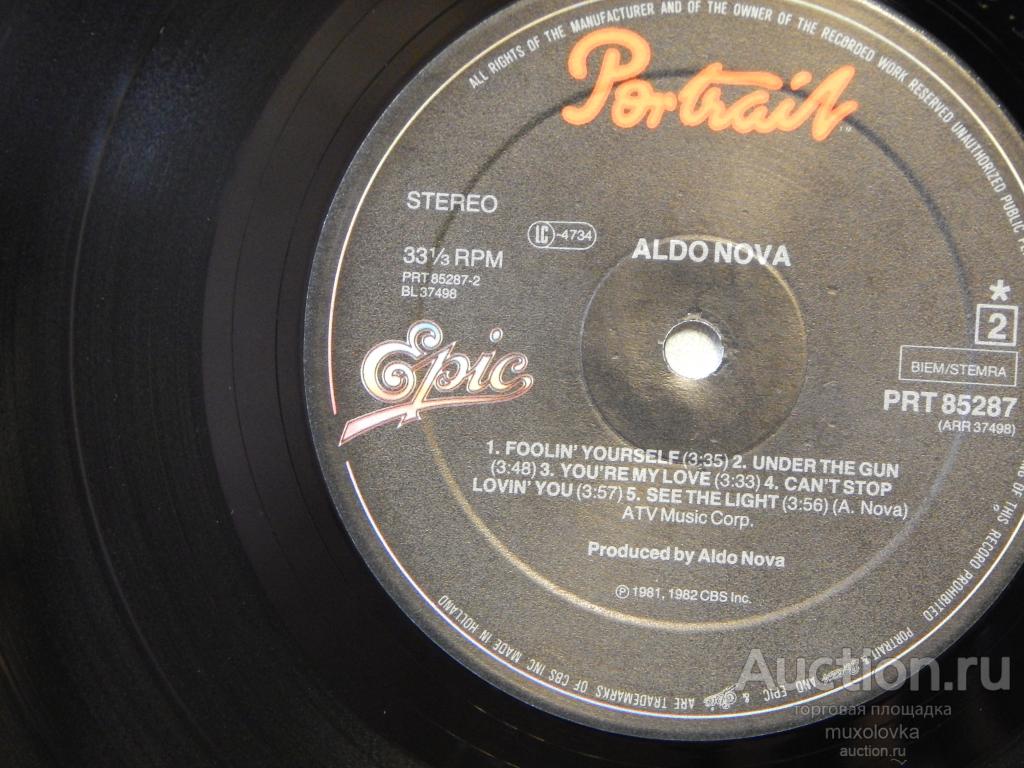 ALL RIGHTS OF THE MANUFACTURER AND OF THE OWNER OF THE RECORDED WORK RESERVED UNAUTHORIZED PUBLIC
Portrait™
STEREO
LC-4734
ALDO NOVA
33⅓ RPM
PRT 85287-2
BL 37498
*
2
Epic
BIEM/STEMRA
PRT 85287
(ARR 37498)
1. FOOLIN' YOURSELF (3:35) 2. UNDER THE GUN
(3:48) 3. YOU'RE MY LOVE (3:33) 4. CAN'T STOP
LOVIN' YOU (3:57) 5. SEE THE LIGHT (3:56) (A. Nova)
ATV Music Corp.
Produced by Aldo Nova
℗ 1981, 1982 CBS Inc.
OF THIS RECORD PROHIBITED
PORTRAIT & AND EPIC & ARE TRADEMARKS OF CBS INC MADE IN HOLLAND
Auction.ru
торговая площадка
muxolovka
auction.ru